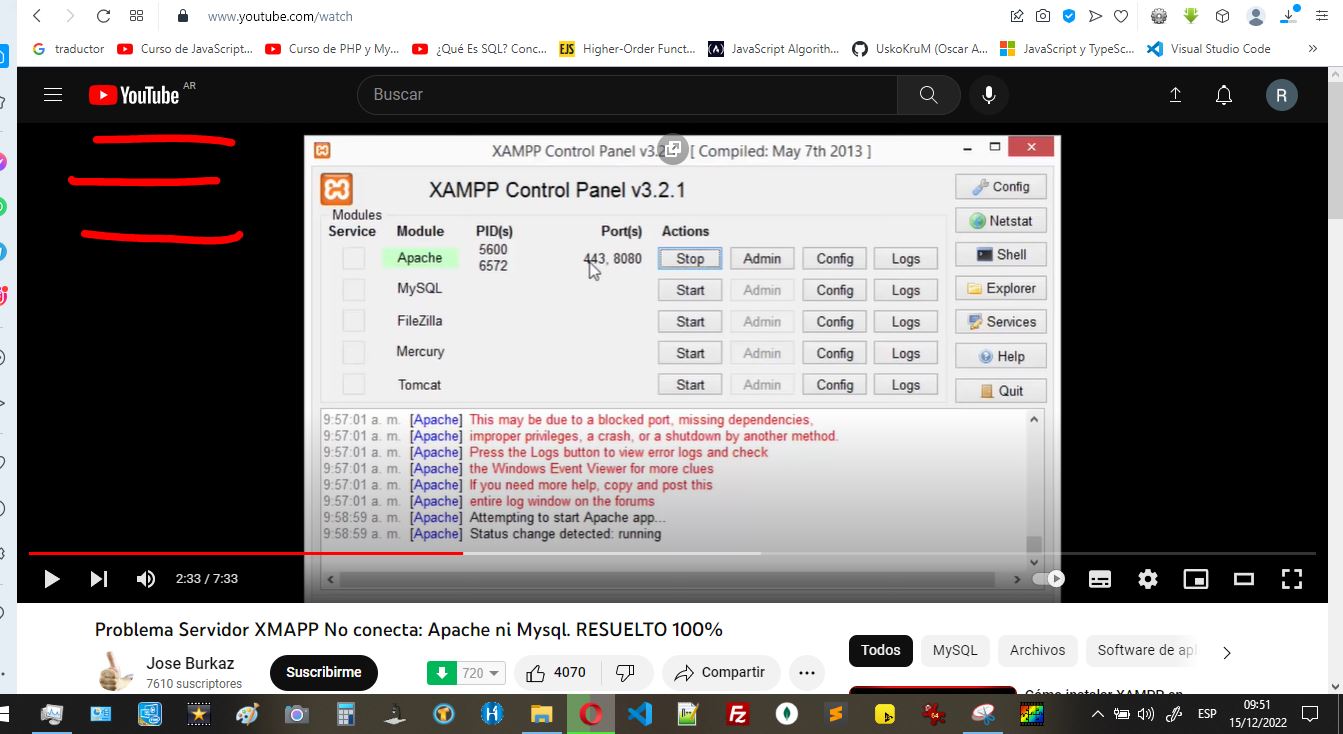 www.youtube.com/watch
traductor
Curso de JavaScript...
Curso de PHP y My...
¿Qué Es SQL? Conc...
EJS
Higher-Order Funct...
JavaScript Algorith...
UskoKruM (Oscar A...
JavaScript y TypeSc...
Visual Studio Code
YouTube AR
Buscar
R
XAMPP Control Panel v3.2 [ Compiled: May 7th 2013 ]
XAMPP Control Panel v3.2.1
Config
Modules
Service Module PID(s) Port(s) Actions
Netstat
Apache 5600 6572 443, 8080 Stop Admin Config Logs
Shell
MySQL Start Admin Config Logs
Explorer
FileZilla Start Admin Config Logs
Services
Mercury Start Admin Config Logs
Help
Tomcat Start Admin Config Logs
Quit
9:57:01 a. m. [Apache] This may be due to a blocked port, missing dependencies,
9:57:01 a. m. [Apache] improper privileges, a crash, or a shutdown by another method.
9:57:01 a. m. [Apache] Press the Logs button to view error logs and check
9:57:01 a. m. [Apache] the Windows Event Viewer for more clues
9:57:01 a. m. [Apache] If you need more help, copy and post this
9:57:01 a. m. [Apache] entire log window on the forums
9:58:59 a. m. [Apache] Attempting to start Apache app...
9:58:59 a. m. [Apache] Status change detected: running
2:33 / 7:33
Problema Servidor XMAPP No conecta: Apache ni Mysql. RESUELTO 100%
Jose Burkaz
7610 suscriptores
Suscribirme
720
4070
Compartir
Todos
MySQL
Archivos
Software de apl
ESP
09:51
15/12/2022